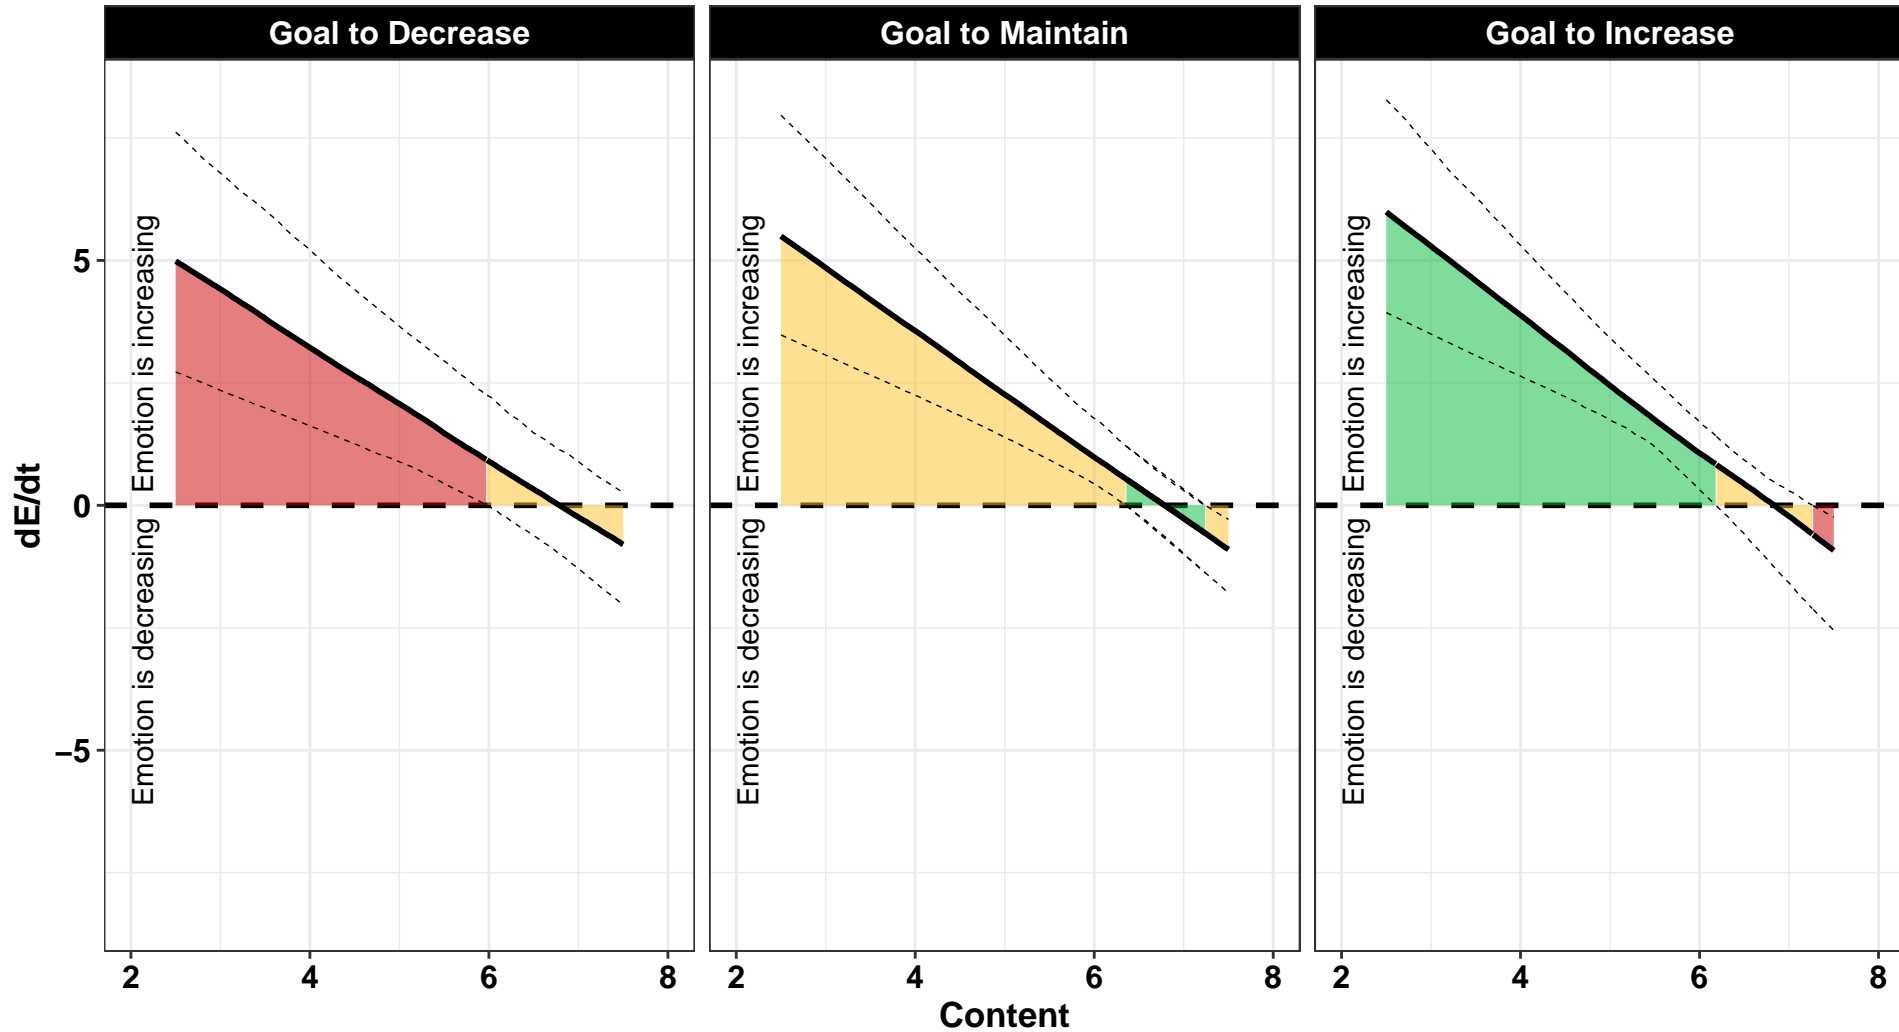 Goal to Decrease
Goal to Maintain
Goal to Increase
dE/dt
5
0
−5
Emotion is increasing
Emotion is decreasing
Emotion is increasing
Emotion is decreasing
Emotion is increasing
Emotion is decreasing
2 4 6 8
2 4 6 8
2 4 6 8
Content